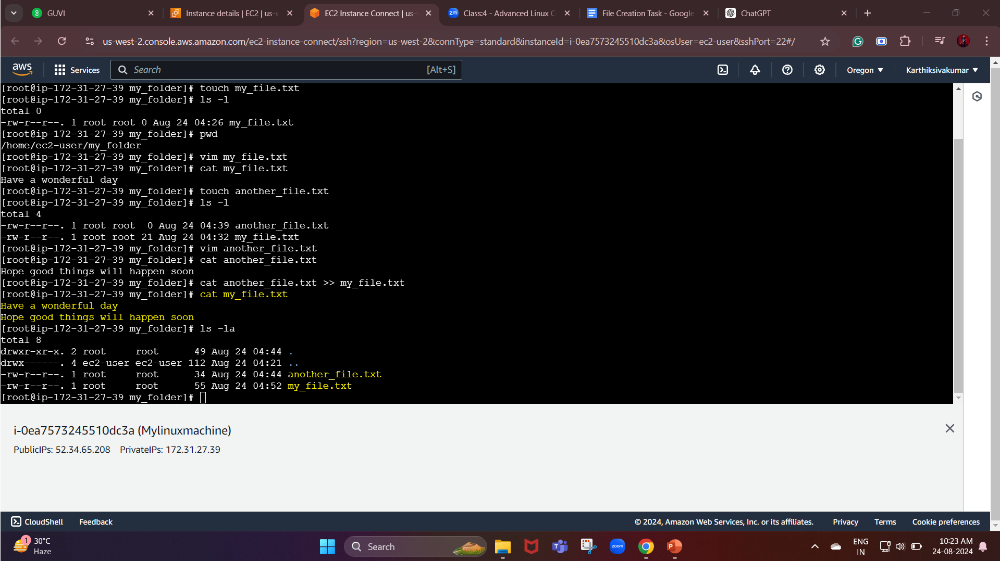 GUVI
Instance details | EC2 | us-w
EC2 Instance Connect | us-
zm
Class:4 - Advanced Linux C
File Creation Task - Google
ChatGPT
us-west-2.console.aws.amazon.com/ec2-instance-connect/ssh?region=us-west-2&connType=standard&instanceId=i-0ea7573245510dc3a&osUser=ec2-user&sshPort=22#/
aws
Services
Search
[Alt+S]
Oregon
Karthiksivakumar
[root@ip-172-31-27-39 my_folder]# touch my_file.txt
[root@ip-172-31-27-39 my_folder]# ls -l
total 0
-rw-r--r--. 1 root root 0 Aug 24 04:26 my_file.txt
[root@ip-172-31-27-39 my_folder]# pwd
/home/ec2-user/my_folder
[root@ip-172-31-27-39 my_folder]# vim my_file.txt
[root@ip-172-31-27-39 my_folder]# cat my_file.txt
Have a wonderful day
[root@ip-172-31-27-39 my_folder]# touch another_file.txt
[root@ip-172-31-27-39 my_folder]# ls -l
total 4
-rw-r--r--. 1 root root  0 Aug 24 04:39 another_file.txt
-rw-r--r--. 1 root root 21 Aug 24 04:32 my_file.txt
[root@ip-172-31-27-39 my_folder]# vim another_file.txt
[root@ip-172-31-27-39 my_folder]# cat another_file.txt
Hope good things will happen soon
[root@ip-172-31-27-39 my_folder]# cat another_file.txt >> my_file.txt
[root@ip-172-31-27-39 my_folder]# cat my_file.txt
Have a wonderful day
Hope good things will happen soon
[root@ip-172-31-27-39 my_folder]# ls -la
total 8
drwxr-xr-x. 2 root     root      49 Aug 24 04:44 .
drwx------. 4 ec2-user ec2-user 112 Aug 24 04:21 ..
-rw-r--r--. 1 root     root      34 Aug 24 04:44 another_file.txt
-rw-r--r--. 1 root     root      55 Aug 24 04:52 my_file.txt
[root@ip-172-31-27-39 my_folder]#
i-0ea7573245510dc3a (Mylinuxmachine)
PublicIPs: 52.34.65.208 PrivateIPs: 172.31.27.39
CloudShell
Feedback
© 2024, Amazon Web Services, Inc. or its affiliates.
Privacy
Terms
Cookie preferences
1
30°C
Haze
Search
zoom
ENG
IN
10:23 AM
24-08-2024